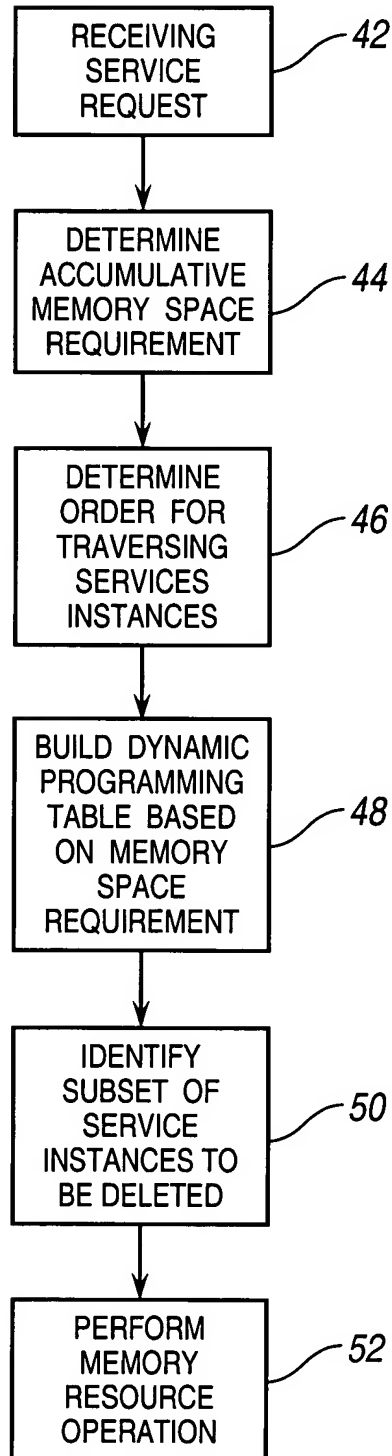 RECEIVING
SERVICE
REQUEST
42
DETERMINE
ACCUMULATIVE
MEMORY SPACE
REQUIREMENT
44
DETERMINE
ORDER FOR
TRAVERSING
SERVICES
INSTANCES
46
BUILD DYNAMIC
PROGRAMMING
TABLE BASED
ON MEMORY
SPACE
REQUIREMENT
48
IDENTIFY
SUBSET OF
SERVICE
INSTANCES TO
BE DELETED
50
PERFORM
MEMORY
RESOURCE
OPERATION
52